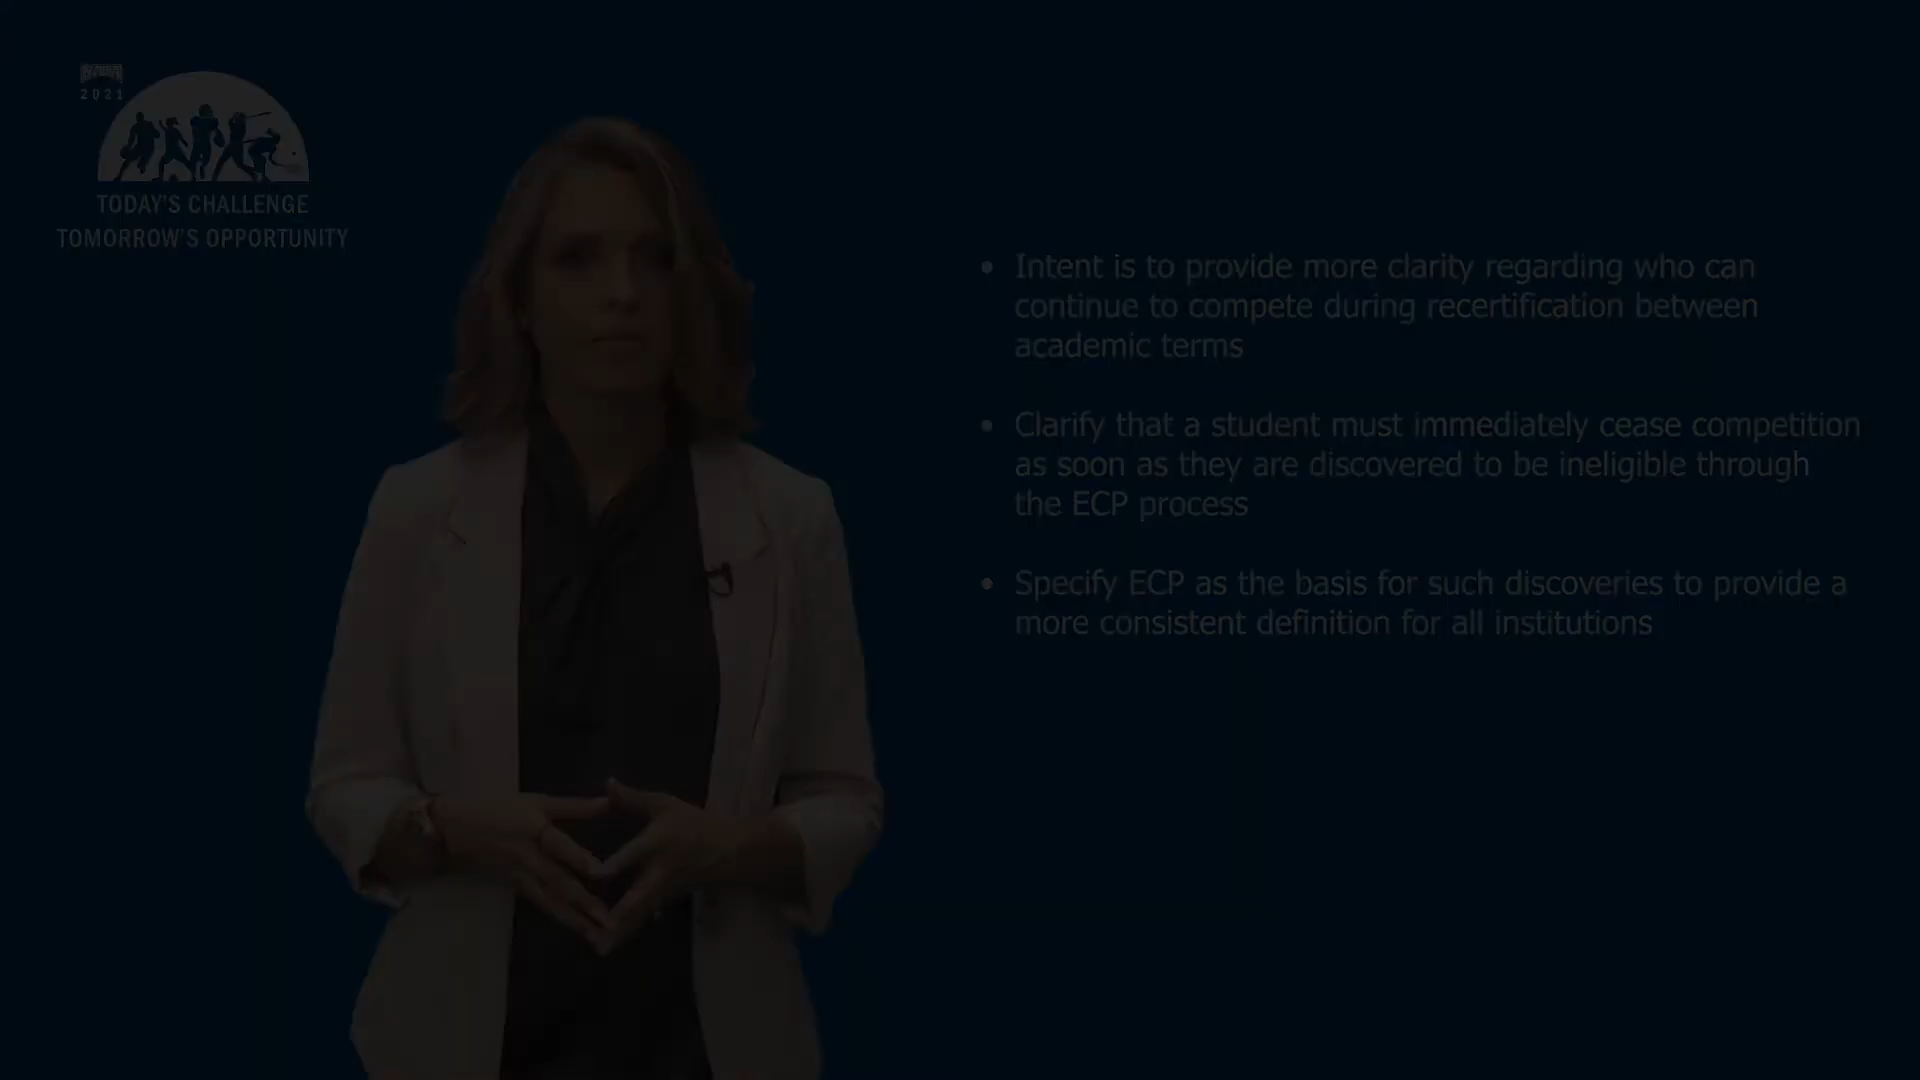 2021
TODAY'S CHALLENGE
TOMORROW'S OPPORTUNITY
• Intent is to provide more clarity regarding who can
continue to compete during recertification between
academic terms
• Clarify that a student must immediately cease competition
as soon as they are discovered to be ineligible through
the ECP process
• Specify ECP as the basis for such discoveries to provide a
more consistent definition for all institutions